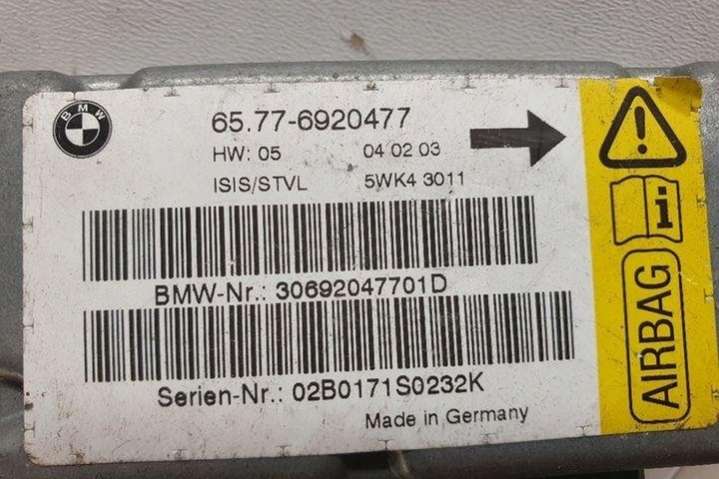 BMW
65.77-6920477
HW: 05 04 02 03
ISIS/STVL 5WK4 3011
BMW-Nr.: 30692047701D
Serien-Nr.: 02B0171S0232K
Made in Germany
!
i
AIRBAG